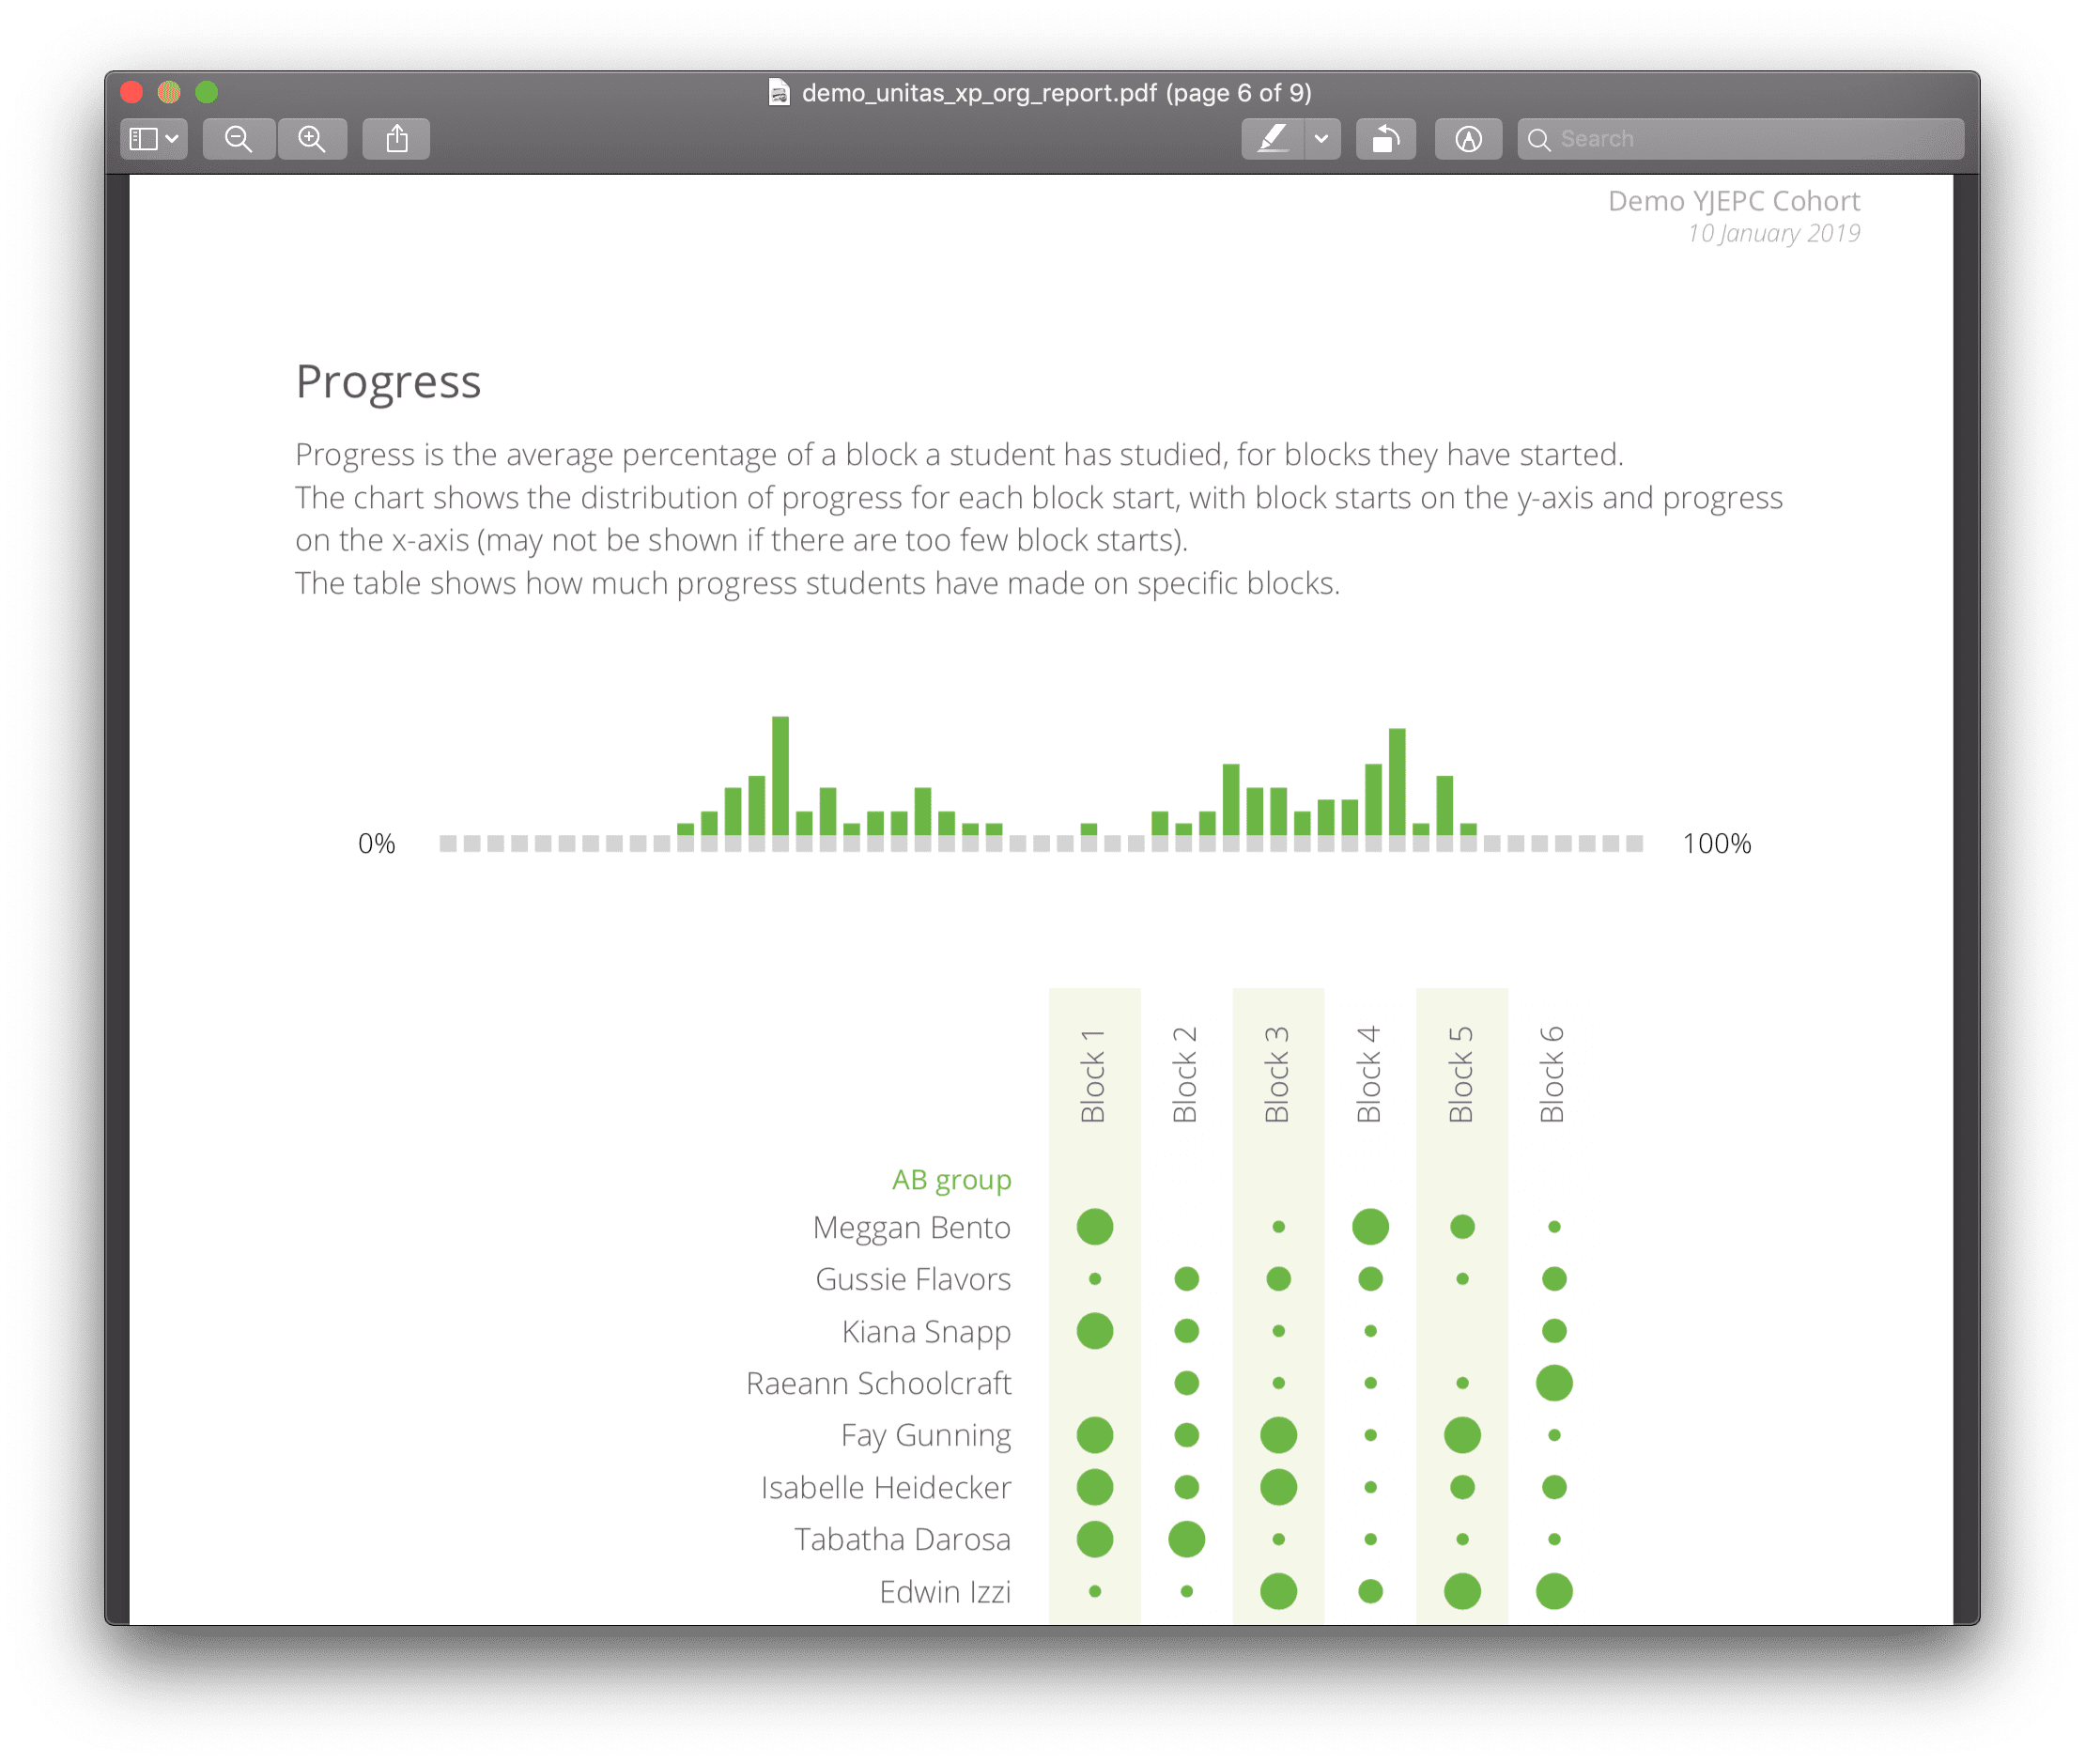 demo_unitas_xp_org_report.pdf (page 6 of 9)
Search
Demo YJEPC Cohort
10 January 2019
Progress
Progress is the average percentage of a block a student has studied, for blocks they have started.
The chart shows the distribution of progress for each block start, with block starts on the y-axis and progress
on the x-axis (may not be shown if there are too few block starts).
The table shows how much progress students have made on specific blocks.
0%
100%
Block 1
Block 2
Block 3
Block 4
Block 5
Block 6
AB group
Meggan Bento
Gussie Flavors
Kiana Snapp
Raeann Schoolcraft
Fay Gunning
Isabelle Heidecker
Tabatha Darosa
Edwin Izzi